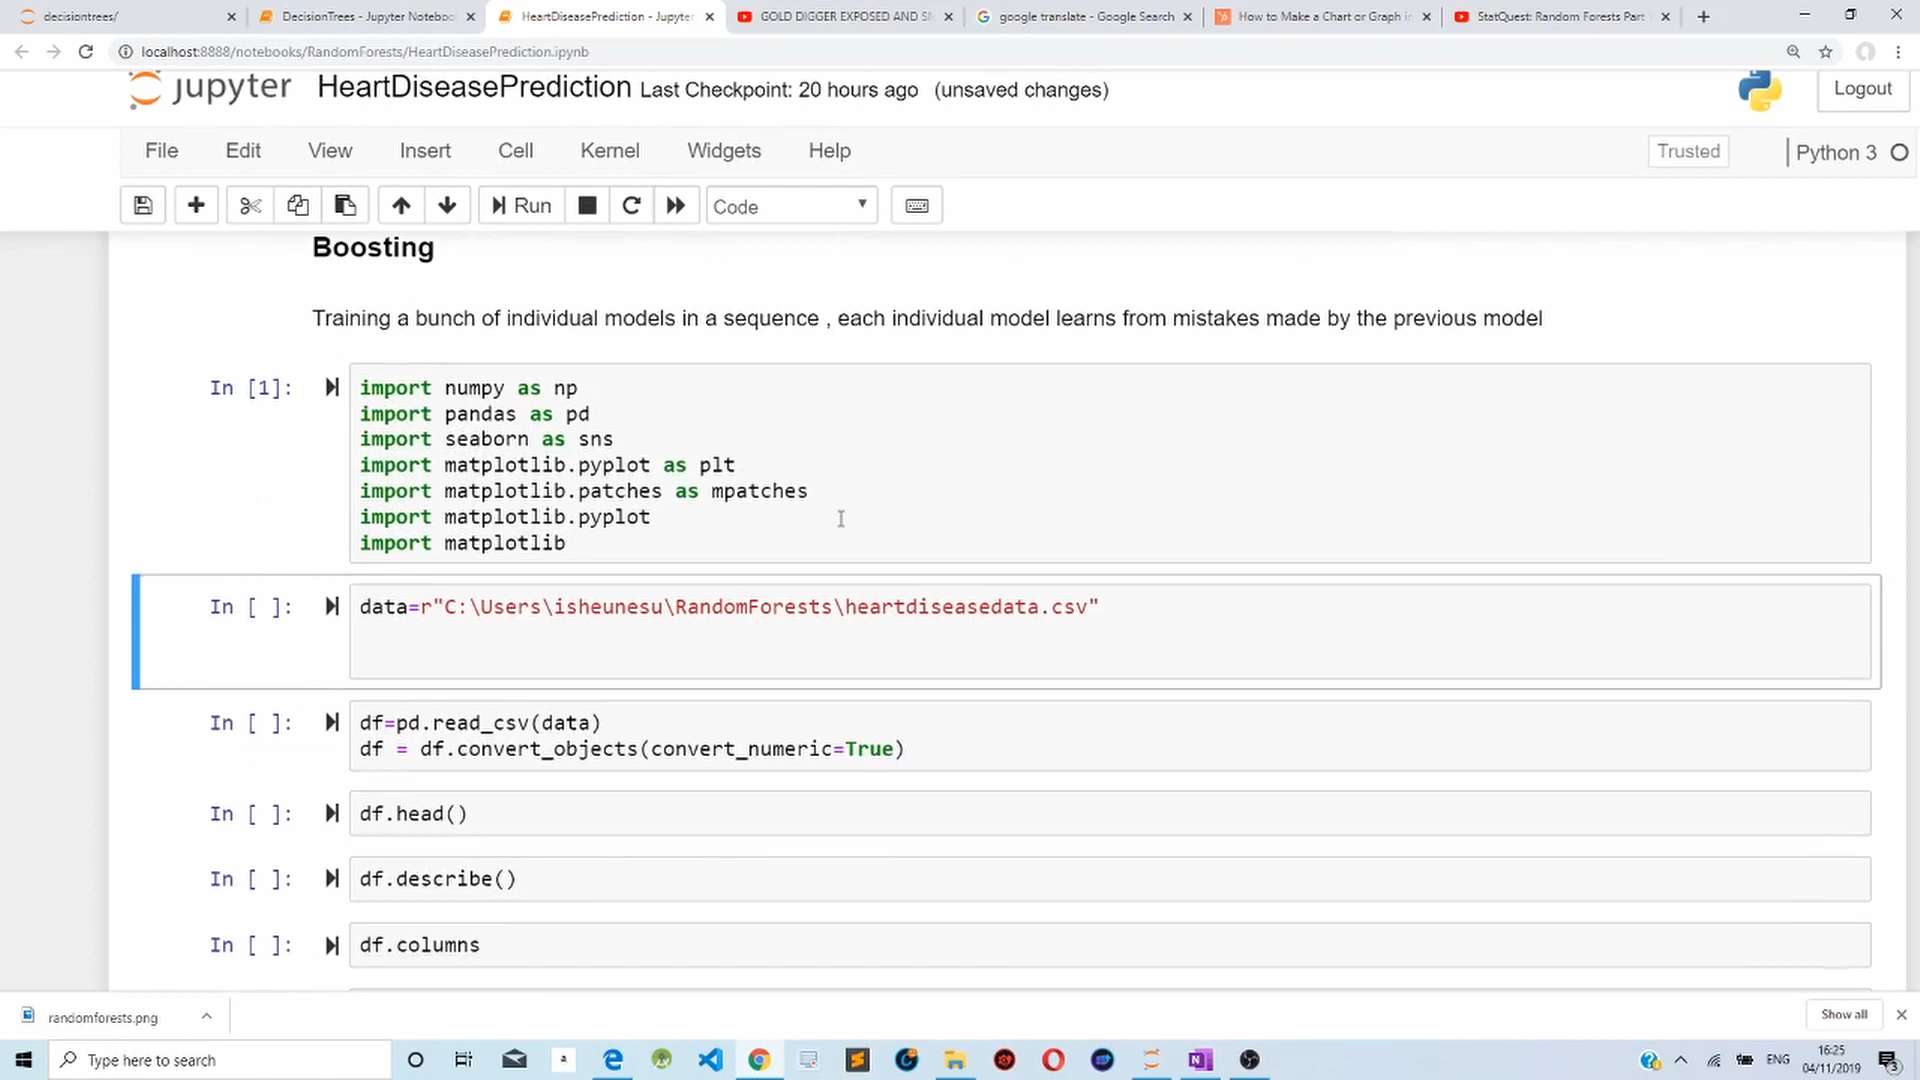 decisiontrees/
DecisionTrees - Jupyter Noteboo
HeartDiseasePrediction - Jupyter
GOLD DIGGER EXPOSED AND S
google translate - Google Search
How to Make a Chart or Graph in
StatQuest: Random Forests Part
localhost:8888/notebooks/RandomForests/HeartDiseasePrediction.ipynb
jupyter HeartDiseasePrediction Last Checkpoint: 20 hours ago (unsaved changes)
Logout
File Edit View Insert Cell Kernel Widgets Help
Trusted
Python 3
Run
Code
Boosting
Training a bunch of individual models in a sequence , each individual model learns from mistakes made by the previous model
In [1]:
import numpy as np
import pandas as pd
import seaborn as sns
import matplotlib.pyplot as plt
import matplotlib.patches as mpatches
import matplotlib.pyplot
import matplotlib
In [ ]: data=r"C:\Users\isheunesu\RandomForests\heartdiseasedata.csv"
In [ ]: df=pd.read_csv(data)
df = df.convert_objects(convert_numeric=True)
In [ ]: df.head()
In [ ]: df.describe()
In [ ]: df.columns
randomforests.png
Show all
Type here to search
ENG
16:25
04/11/2019